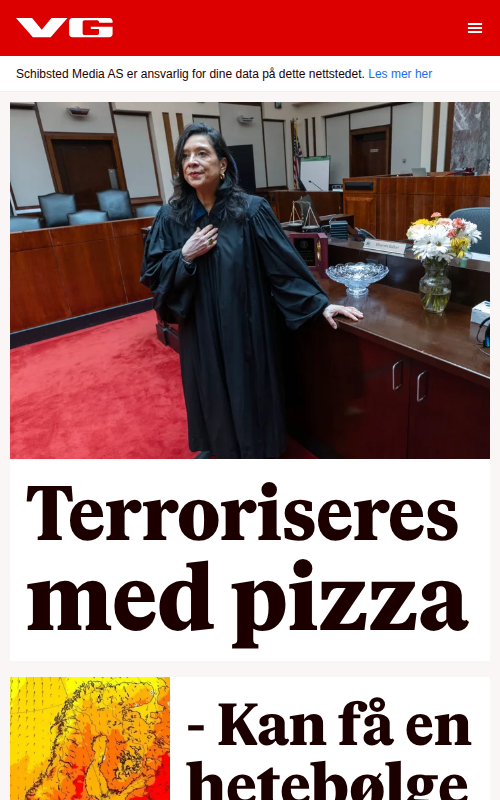 VG
Schibsted Media AS er ansvarlig for dine data på dette nettstedet. Les mer her
Terroriseres
med pizza
- Kan få en
hetebølge